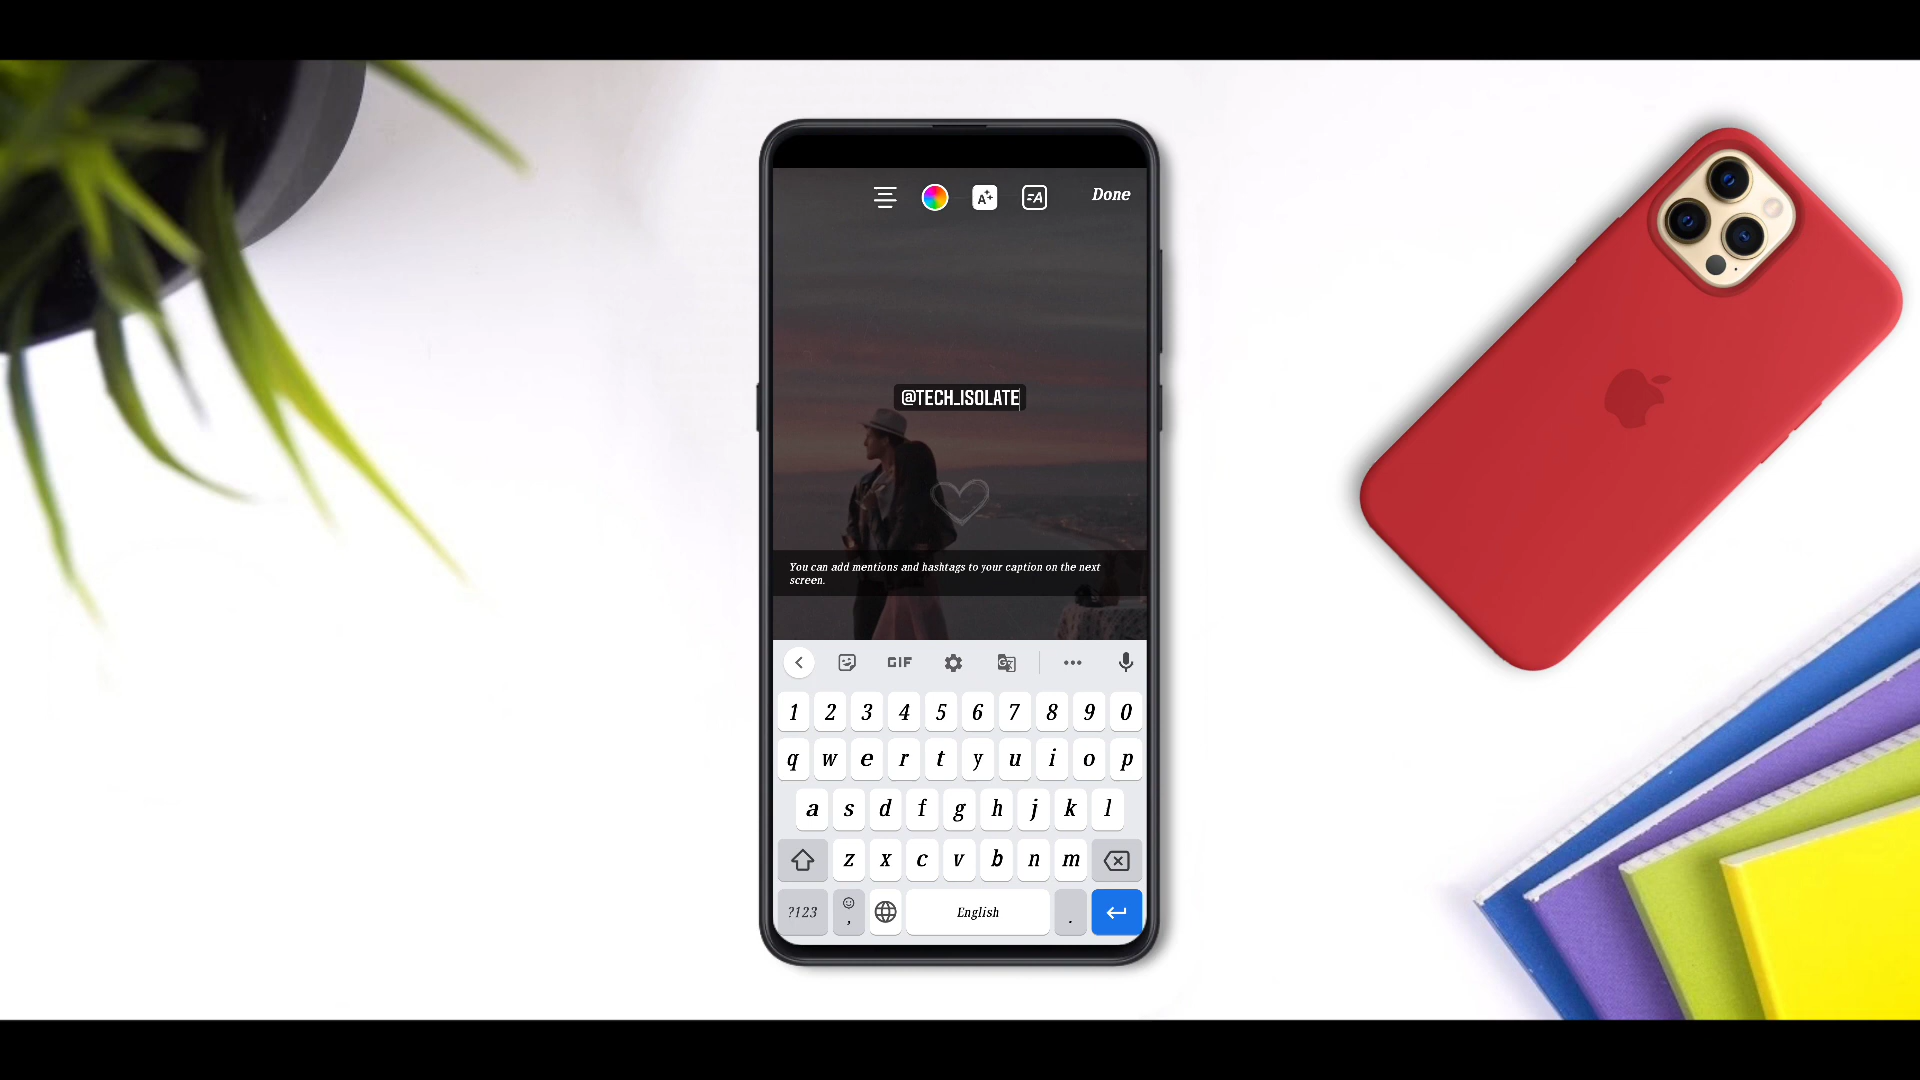 Done
@TECH_ISOLATE
You can add mentions and hashtags to your caption on the next
screen.
GIF
1 2 3 4 5 6 7 8 9 0
q w e r t y u i o p
a s d f g h j k l
z x c v b n m
?123 , English .